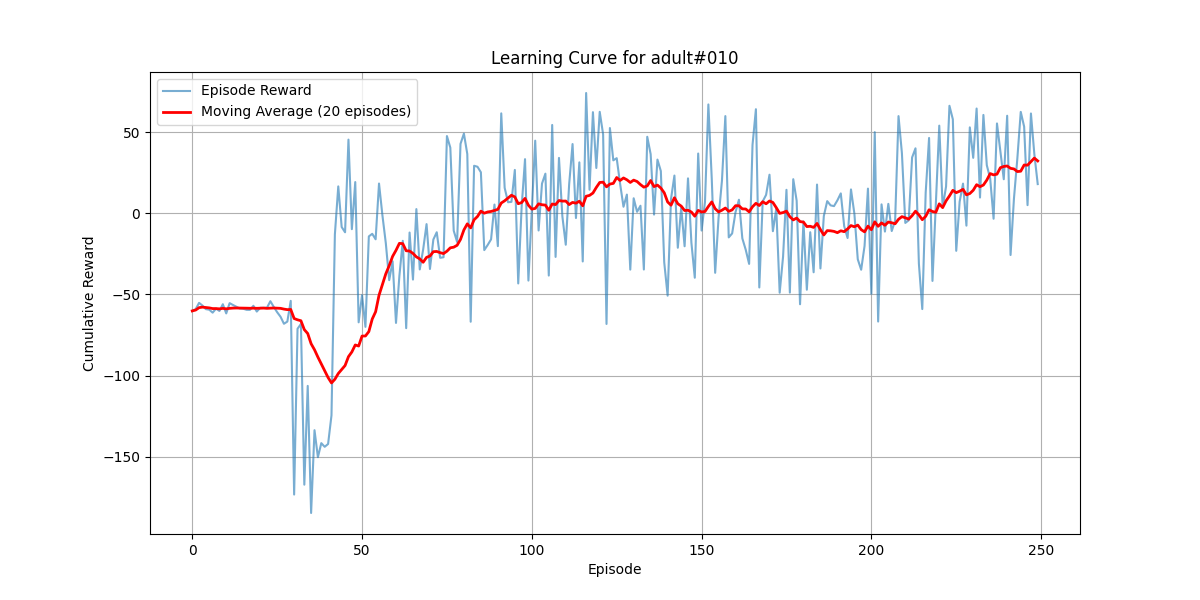 Learning Curve for adult#010
Episode Reward
Moving Average (20 episodes)
50
0
−50
−100
−150
Cumulative Reward
0 50 100 150 200 250
Episode